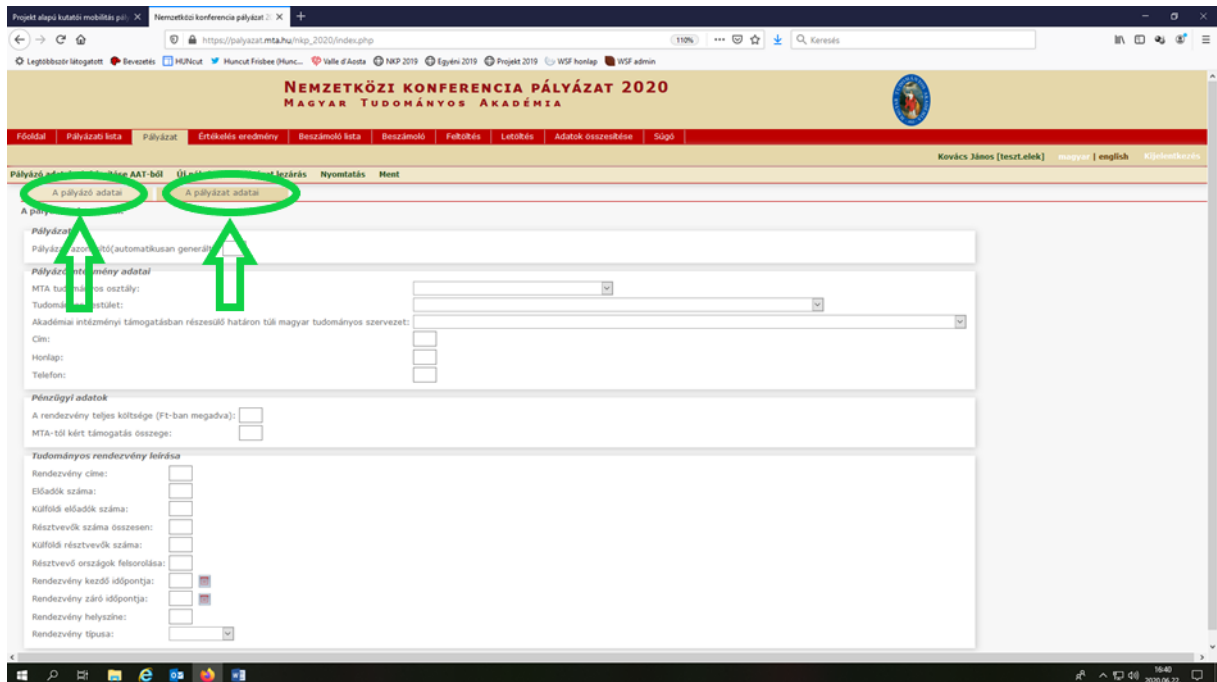 Projekt alapú kutatói mobilitás pály
Nemzetközi konferencia pályázat 2
https://palyazat.mta.hu/nkp_2020/index.php
110%
Keresés
Legtöbbször látogatott Bevezetés HUNcut Huncut Frisbee (Hunc... Valle d'Aosta NKP 2019 Egyéni 2019 Projekt 2019 WSF honlap WSF admin
NEMZETKÖZI KONFERENCIA PÁLYÁZAT 2020
MAGYAR TUDOMÁNYOS AKADÉMIA
Főoldal Pályázati lista Pályázat Értékelés eredmény Beszámoló lista Beszámoló Feltöltés Letöltés Adatok összesítése Súgó
Kovács János [teszt.elek] magyar | english Kijelentkezés
Pályázó AAT-ből lezárás Nyomtatás Ment
A pályázó adatai A pályázat adatai
A
Pályázat
(automatikusan
Pályázó intézmény adatai
MTA tudományos osztály:
Tudományos testület:
Akadémiai intézményi támogatásban részesülő határon túli magyar tudományos szervezet:
Cím:
Honlap:
Telefon:
Pénzügyi adatok
A rendezvény teljes költsége (Ft-ban megadva):
MTA-tól kért támogatás összege:
Tudományos rendezvény leírása
Rendezvény címe:
Előadók száma:
Külföldi előadók száma:
Résztvevők száma összesen:
Külföldi résztvevők száma:
Résztvevő országok felsorolása:
Rendezvény kezdő időpontja:
Rendezvény záró időpontja:
Rendezvény helyszíne:
Rendezvény típusa:
16:40
2020.06.22.